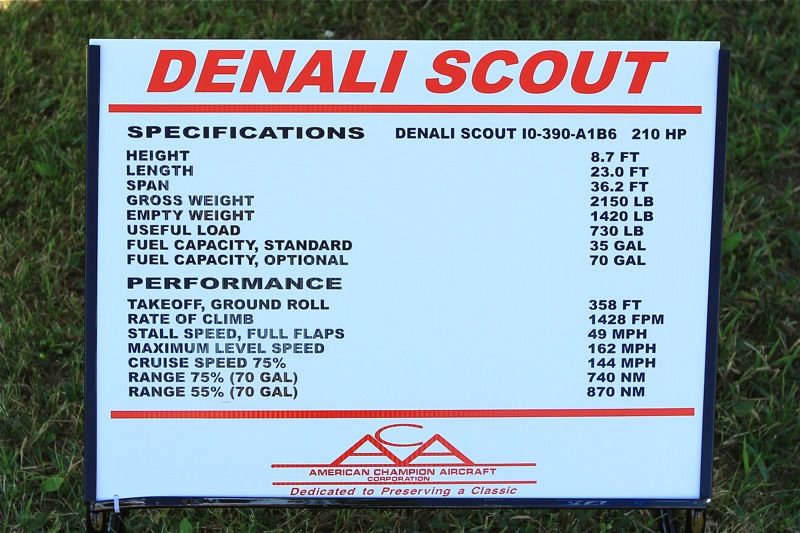 DENALI SCOUT
SPECIFICATIONS DENALI SCOUT I0-390-A1B6 210 HP
HEIGHT 8.7 FT
LENGTH 23.0 FT
SPAN 36.2 FT
GROSS WEIGHT 2150 LB
EMPTY WEIGHT 1420 LB
USEFUL LOAD 730 LB
FUEL CAPACITY, STANDARD 35 GAL
FUEL CAPACITY, OPTIONAL 70 GAL
PERFORMANCE
TAKEOFF, GROUND ROLL 358 FT
RATE OF CLIMB 1428 FPM
STALL SPEED, FULL FLAPS 49 MPH
MAXIMUM LEVEL SPEED 162 MPH
CRUISE SPEED 75% 144 MPH
RANGE 75% (70 GAL) 740 NM
RANGE 55% (70 GAL) 870 NM
ACA
AMERICAN CHAMPION AIRCRAFT
CORPORATION
Dedicated to Preserving a Classic